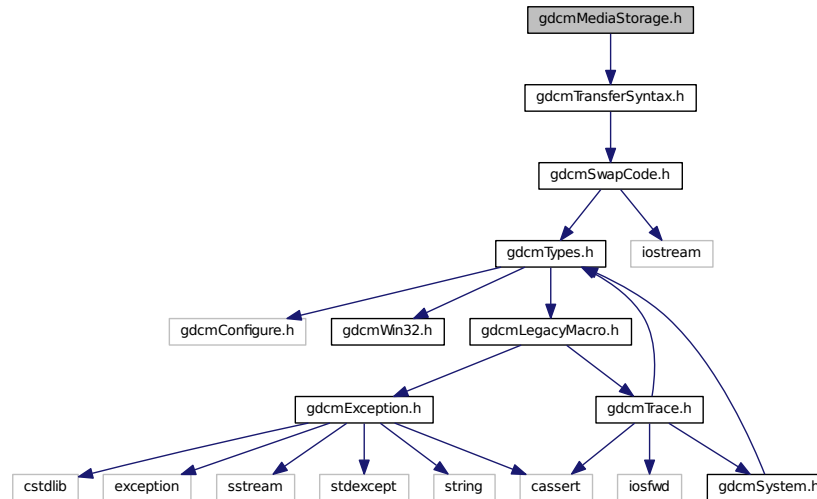 gdcmMediaStorage.h
gdcmTransferSyntax.h
gdcmSwapCode.h
gdcmTypes.h
iostream
gdcmConfigure.h
gdcmWin32.h
gdcmLegacyMacro.h
gdcmException.h
gdcmTrace.h
cstdlib
exception
sstream
stdexcept
string
cassert
iosfwd
gdcmSystem.h